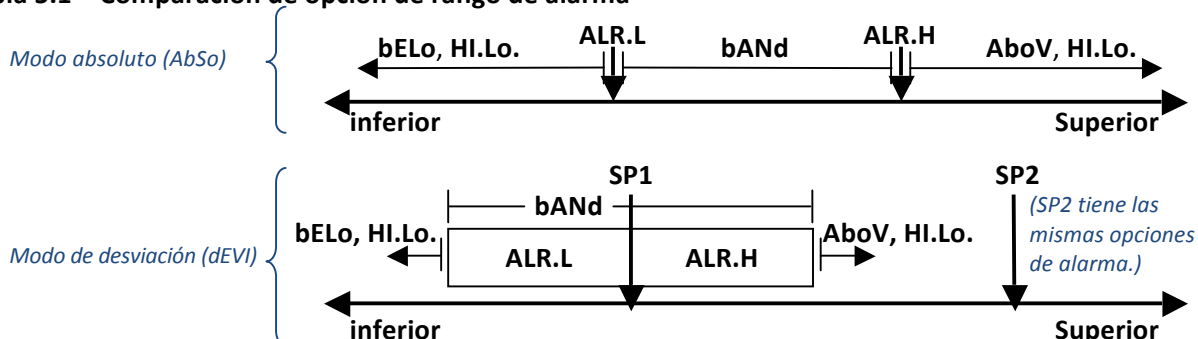 Comparación de opción de rango de alarma
Modo absoluto (AbSo)
bELo, HI.Lo.
ALR.L
bANd
ALR.H
AboV, HI.Lo.
inferior
Superior
Modo de desviación (dEVI)
SP1
SP2
bANd
bELo, HI.Lo.
ALR.L
ALR.H
AboV, HI.Lo.
(SP2 tiene las
mismas opciones
de alarma.)
inferior
Superior